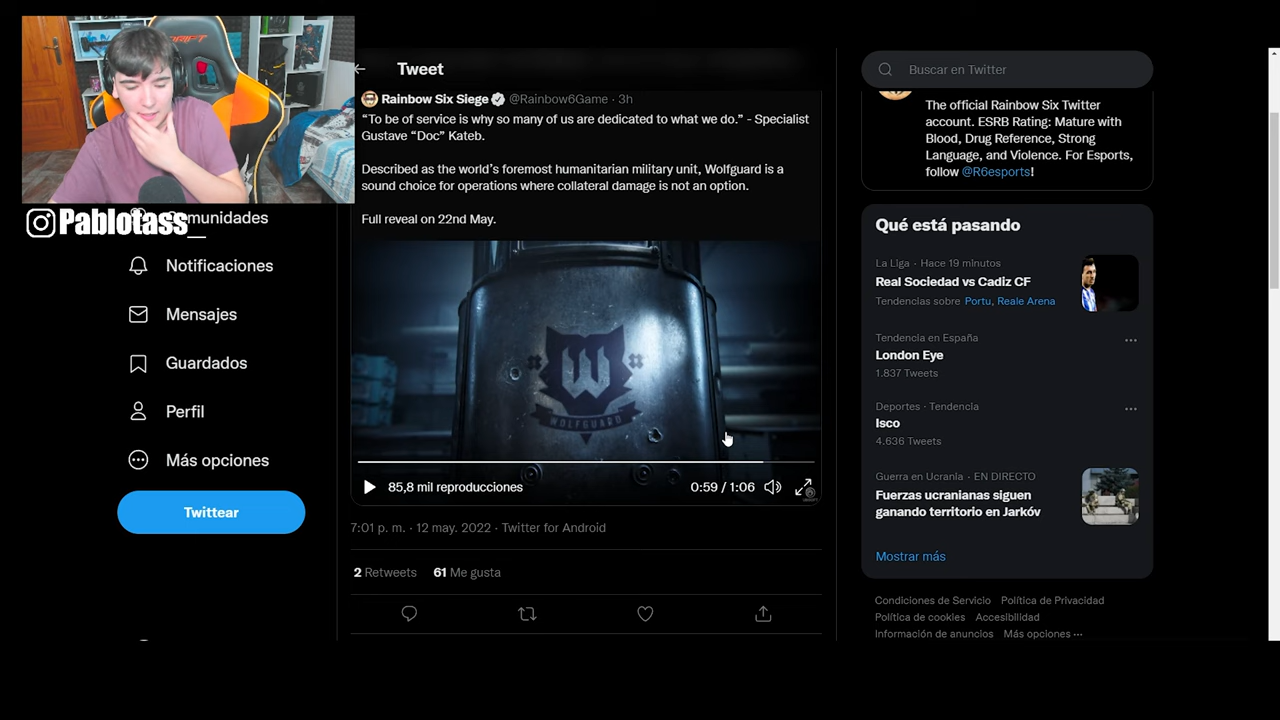 Tweet
Rainbow Six Siege @Rainbow6Game · 3h
“To be of service is why so many of us are dedicated to what we do.” - Specialist
Gustave “Doc” Kateb.
Described as the world’s foremost humanitarian military unit, Wolfguard is a
sound choice for operations where collateral damage is not an option.
Full reveal on 22nd May.
W
WOLFGUARD
85,8 mil reproducciones
0:59 / 1:06
7:01 p. m. · 12 may. 2022 · Twitter for Android
2 Retweets 61 Me gusta
Pablotass__
Comunidades
Notificaciones
Mensajes
Guardados
Perfil
Más opciones
Twittear
Buscar en Twitter
The official Rainbow Six Twitter
account. ESRB Rating: Mature with
Blood, Drug Reference, Strong
Language, and Violence. For Esports,
follow @R6esports!
Qué está pasando
La Liga · Hace 19 minutos
Real Sociedad vs Cadiz CF
Tendencias sobre Portu, Reale Arena
Tendencia en España
London Eye
1.837 Tweets
Deportes · Tendencia
Isco
4.636 Tweets
Guerra en Ucrania · EN DIRECTO
Fuerzas ucranianas siguen
ganando territorio en Jarkóv
Mostrar más
Condiciones de Servicio Política de Privacidad
Política de cookies Accesibilidad
Información de anuncios Más opciones ···